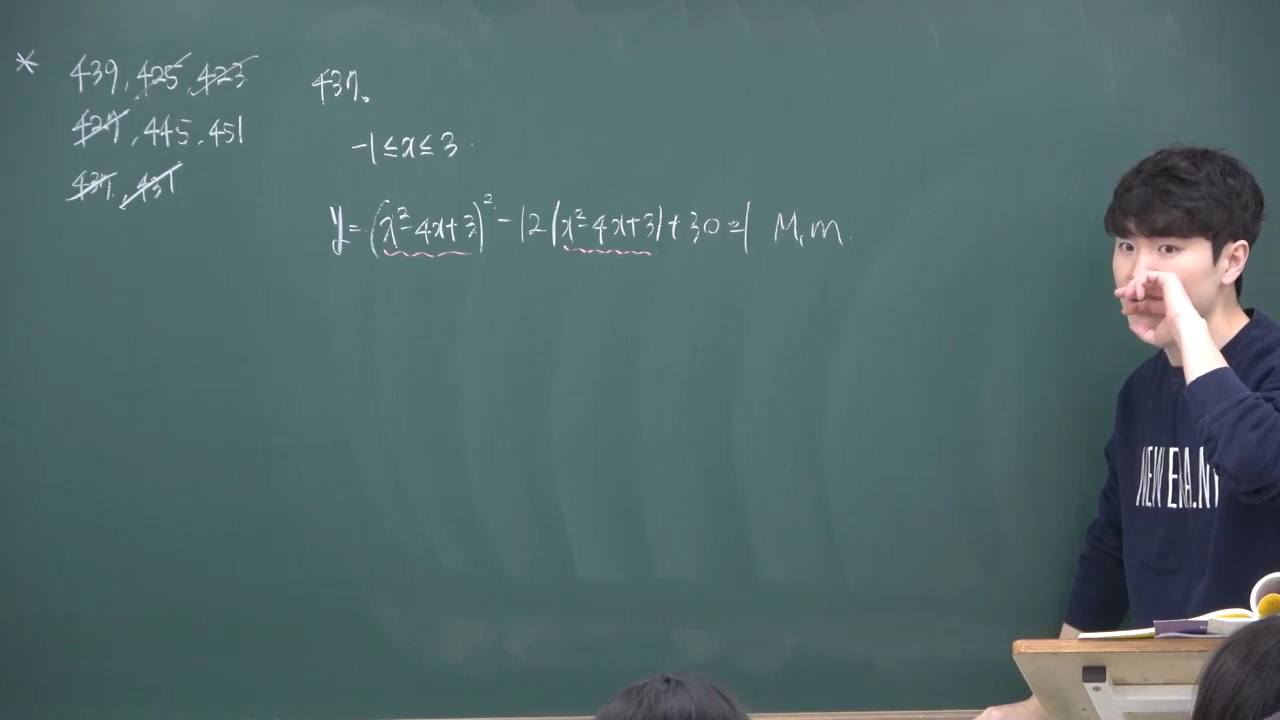 * 439, 425, 423
427, 445, 451
437, 431
437.
-1≤x≤3.
y=(x²-4x+3)²-12(x²-4x+3)+30의 M, m.
NEW ERA.NY